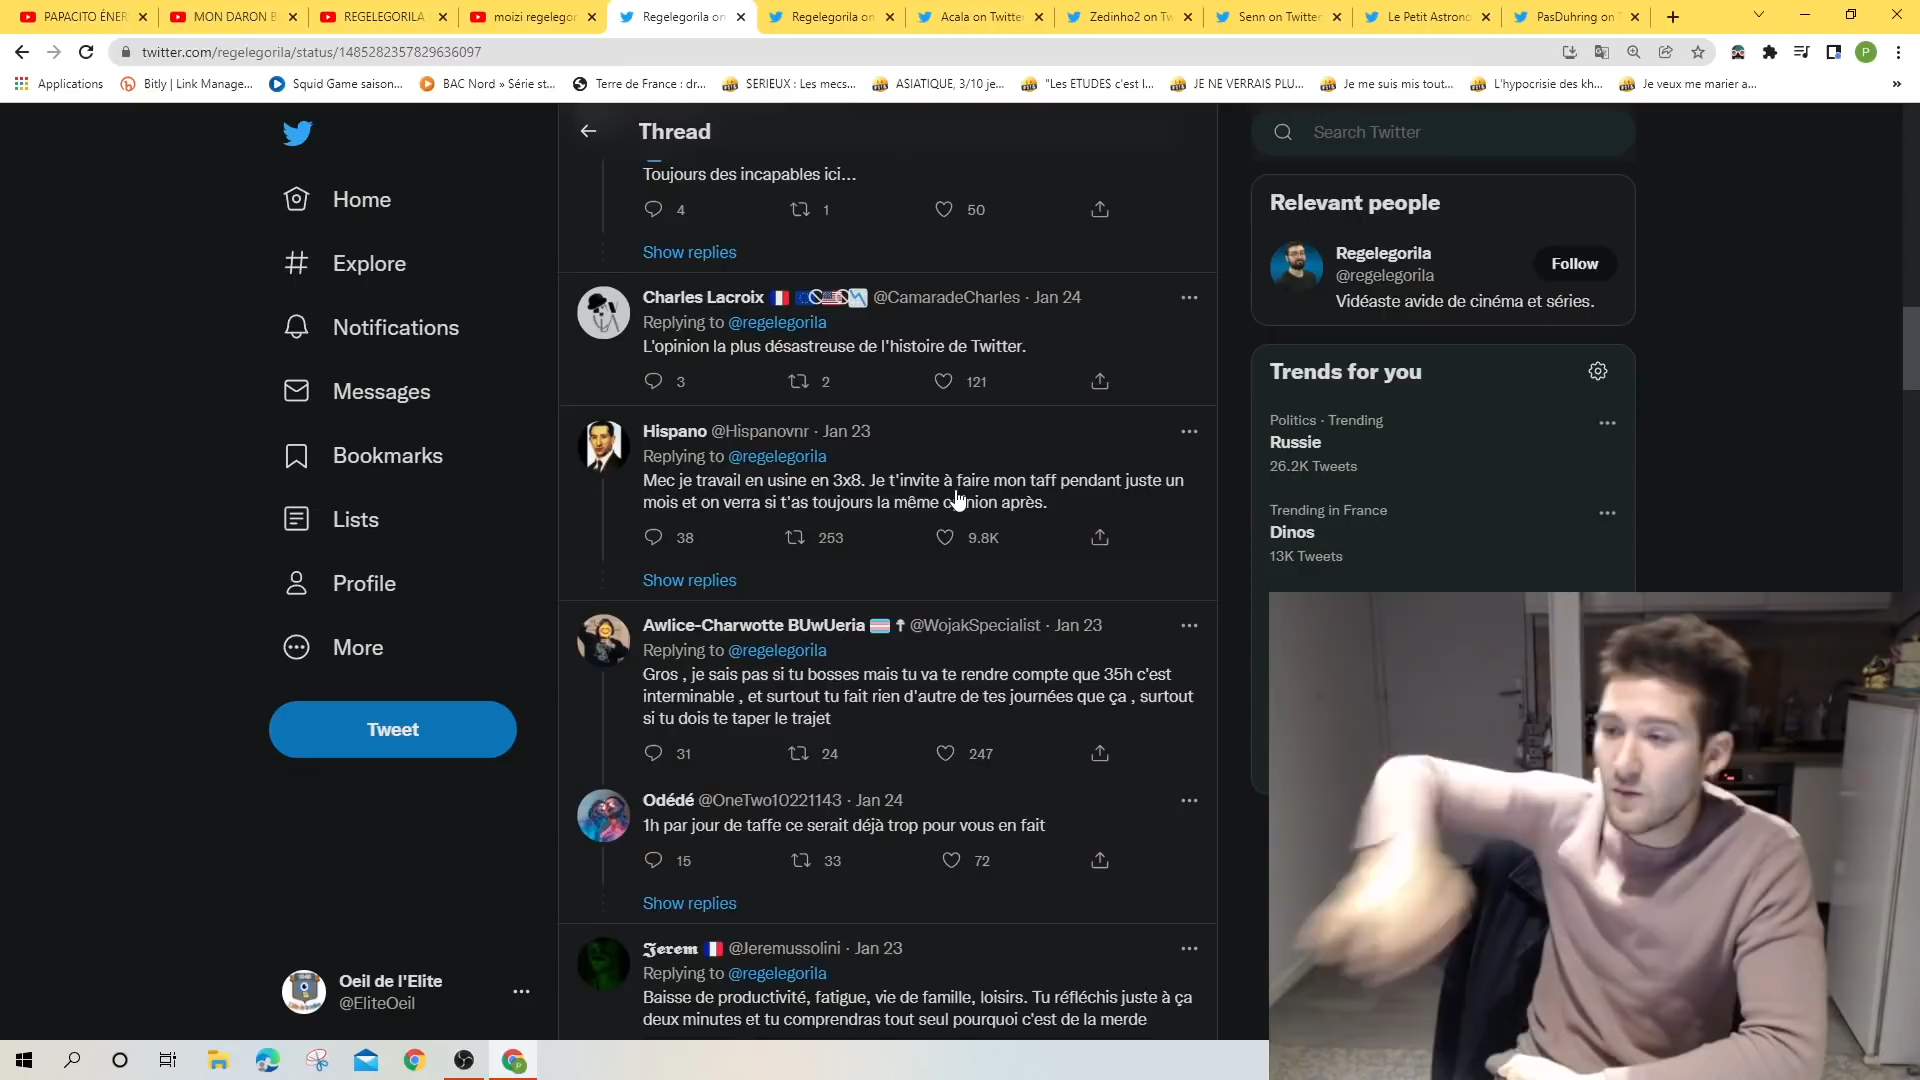 PAPACITO ÉNER
MON DARON B
REGELEGORILA
moizi regelegor
Regelegorila on
Regelegorila on
Acala on Twitte
Zedinho2 on Tw
Senn on Twitter
Le Petit Astrono
PasDuhring on
twitter.com/regelegorila/status/1485282357829636097
P
Applications
Bitly | Link Manage...
Squid Game saison...
BAC Nord » Série st...
Terre de France : dr...
SERIEUX : Les mecs...
ASIATIQUE, 3/10 je...
"Les ETUDES c'est l...
JE NE VERRAIS PLU...
Je me suis mis tout...
L'hypocrisie des kh...
Je veux me marier a...
Home
Explore
Notifications
Messages
Bookmarks
Lists
Profile
More
Tweet
Oeil de l'Elite
@EliteOeil
Thread
Toujours des incapables ici...
4 1 50
Show replies
Charles Lacroix @CamaradeCharles · Jan 24
Replying to @regelegorila
L'opinion la plus désastreuse de l'histoire de Twitter.
3 2 121
Hispano @Hispanovnr · Jan 23
Replying to @regelegorila
Mec je travail en usine en 3x8. Je t'invite à faire mon taff pendant juste un
mois et on verra si t'as toujours la même opinion après.
38 253 9.8K
Show replies
Awlice-Charwotte BUwUeria @WojakSpecialist · Jan 23
Replying to @regelegorila
Gros , je sais pas si tu bosses mais tu va te rendre compte que 35h c'est
interminable , et surtout tu fait rien d'autre de tes journées que ça , surtout
si tu dois te taper le trajet
31 24 247
Odédé @OneTwo10221143 · Jan 24
1h par jour de taffe ce serait déjà trop pour vous en fait
15 33 72
Show replies
Jerem @Jeremussolini · Jan 23
Replying to @regelegorila
Baisse de productivité, fatigue, vie de famille, loisirs. Tu réfléchis juste à ça
deux minutes et tu comprendras tout seul pourquoi c'est de la merde
Search Twitter
Relevant people
Regelegorila
@regelegorila
Follow
Vidéaste avide de cinéma et séries.
Trends for you
Politics · Trending
Russie
26.2K Tweets
Trending in France
Dinos
13K Tweets